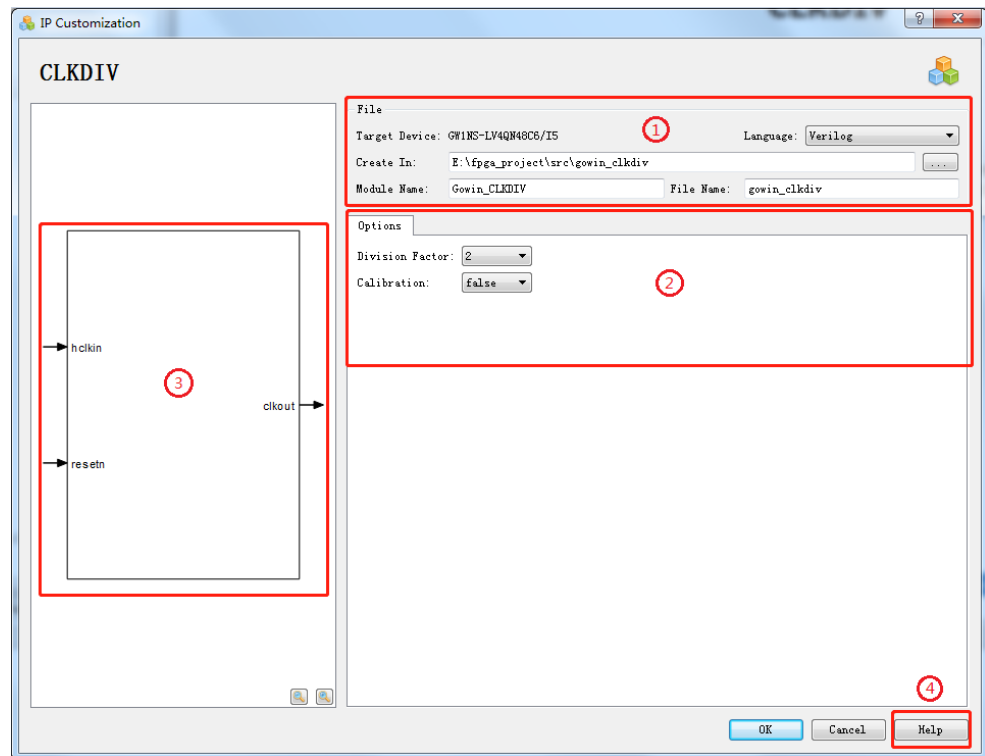 IP Customization
CLKDIV
File
Target Device: GW1NS-LV4QN48C6/I5
1
Language: Verilog
Create In: E:\fpga_project\src\gowin_clkdiv ...
Module Name: Gowin_CLKDIV File Name: gowin_clkdiv
Options
Division Factor: 2
Calibration: false
2
hclkin
3
clkout
resetn
4
OK Cancel Help